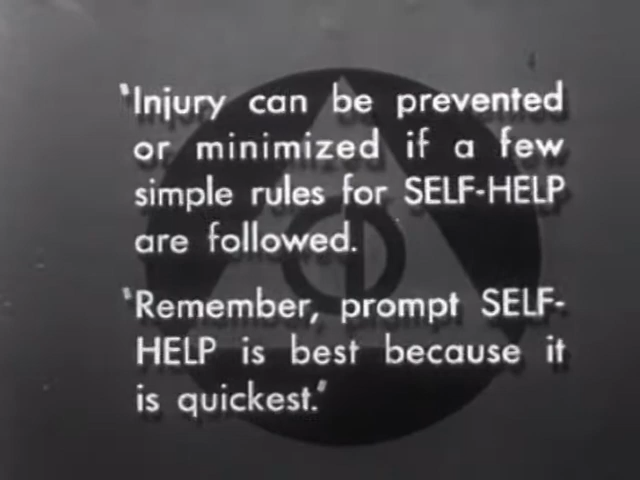 "Injury can be prevented
or minimized if a few
simple rules for SELF-HELP
are followed.
"Remember, prompt SELF-
HELP is best because it
is quickest."